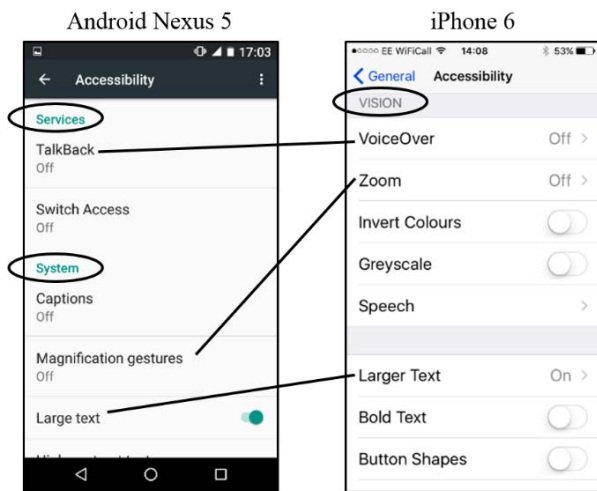 Android Nexus 5
17:03
Accessibility
Services
TalkBack
Off
Switch Access
Off
System
Captions
Off
Magnification gestures
Off
Large text
iPhone 6
EE WiFiCall 14:08 53%
General Accessibility
VISION
VoiceOver Off
Zoom Off
Invert Colours
Greyscale
Speech
Larger Text On
Bold Text
Button Shapes